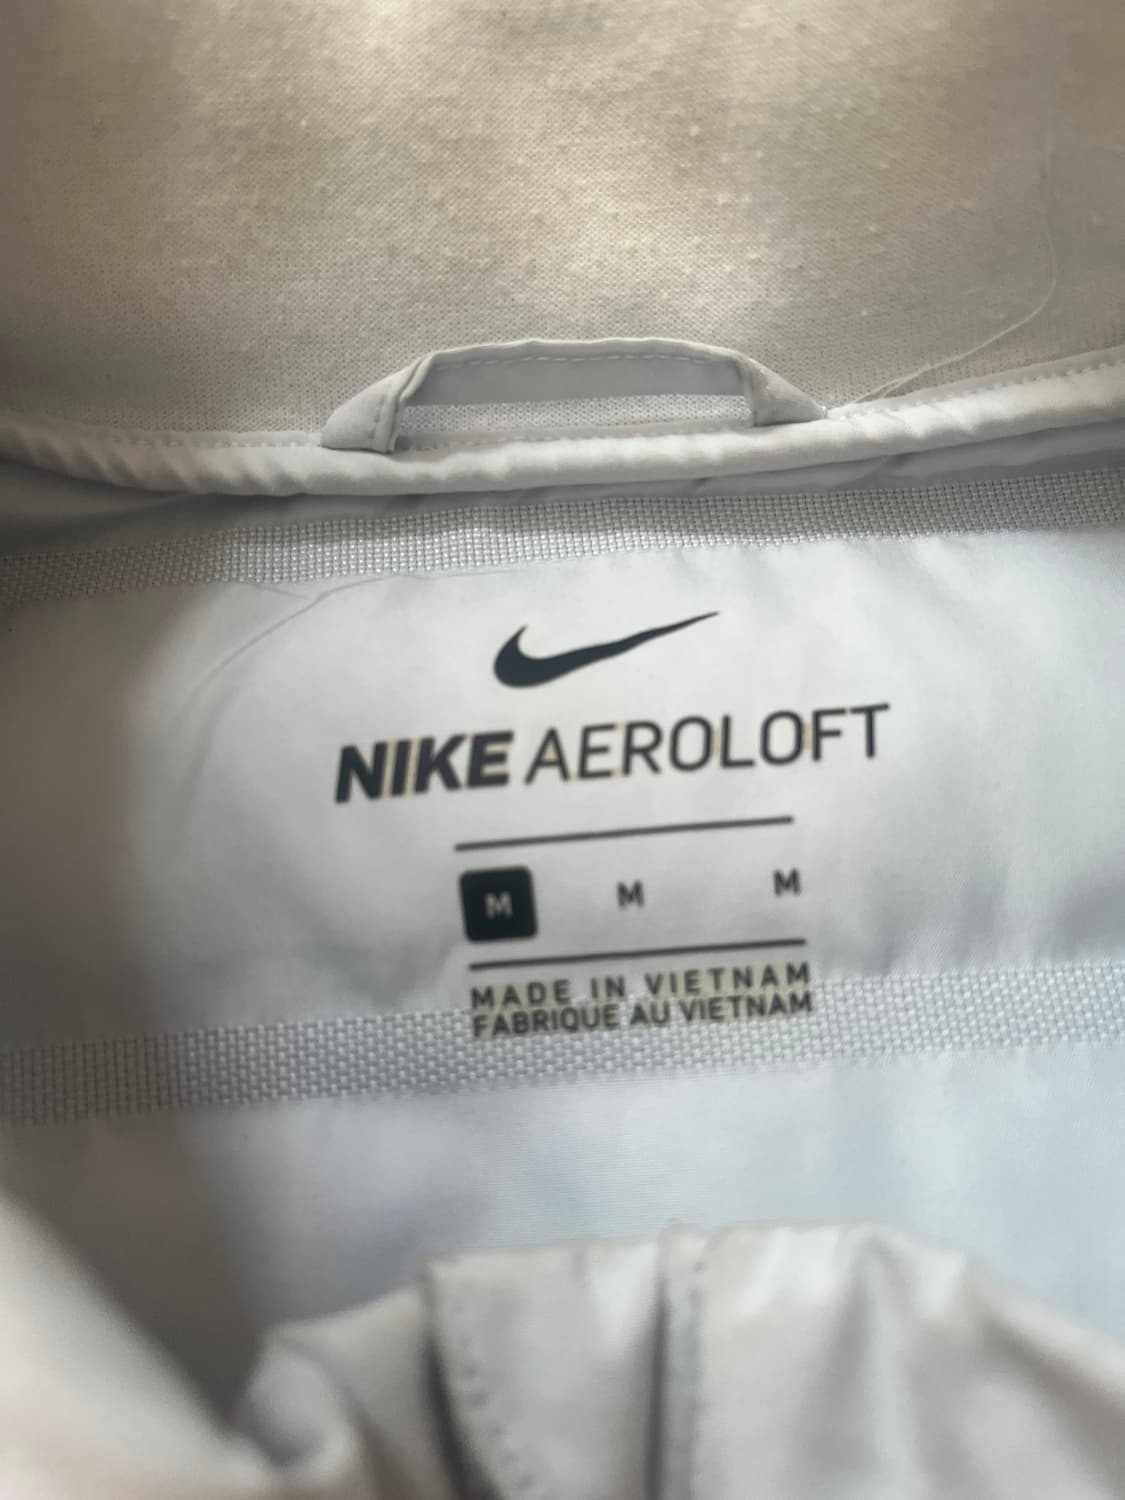 NIKE AEROLOFT
M M M
MADE IN VIETNAM
FABRIQUE AU VIETNAM